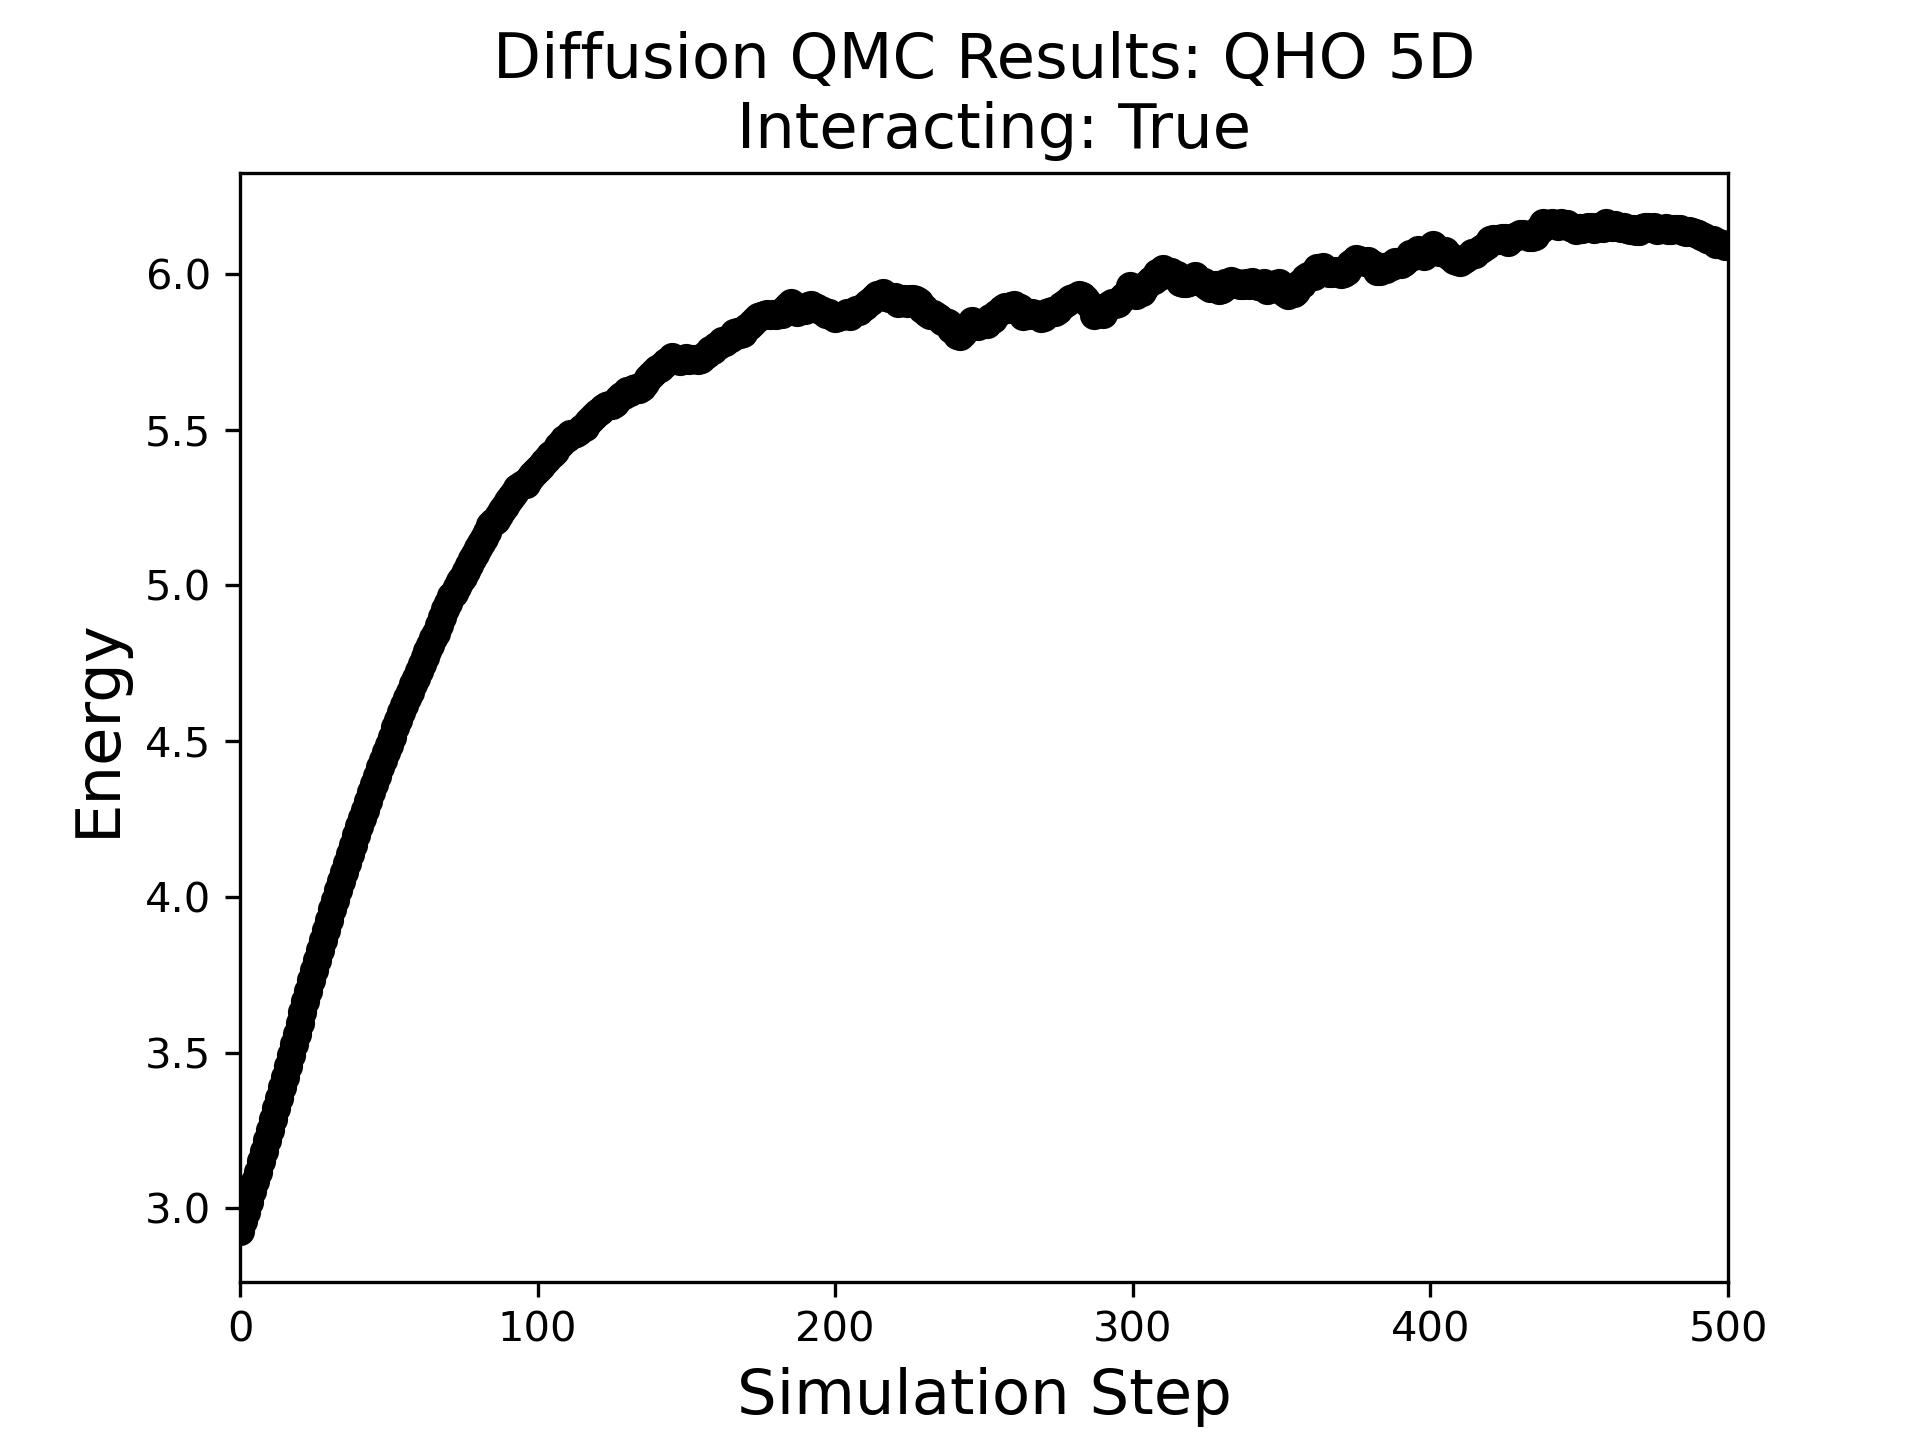 Diffusion QMC Results: QHO 5D
Interacting: True
Energy
6.0
5.5
5.0
4.5
4.0
3.5
3.0
0 100 200 300 400 500
Simulation Step